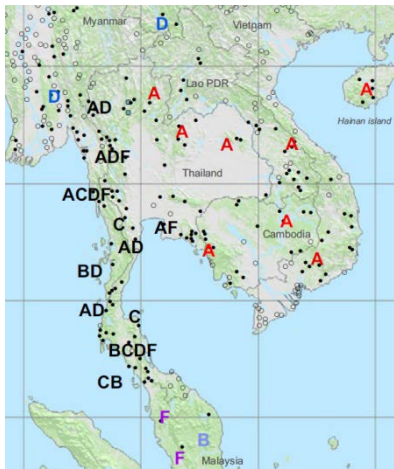 Myanmar
D
Vietnam
Lao PDR
D
AD
A
A
Hainan island
A
A
A
ADF
Thailand
ACDF
C
AF
A
AD
A
Cambodia
BD
A
AD
C
BCDF
CB
F
B
F
Malaysia